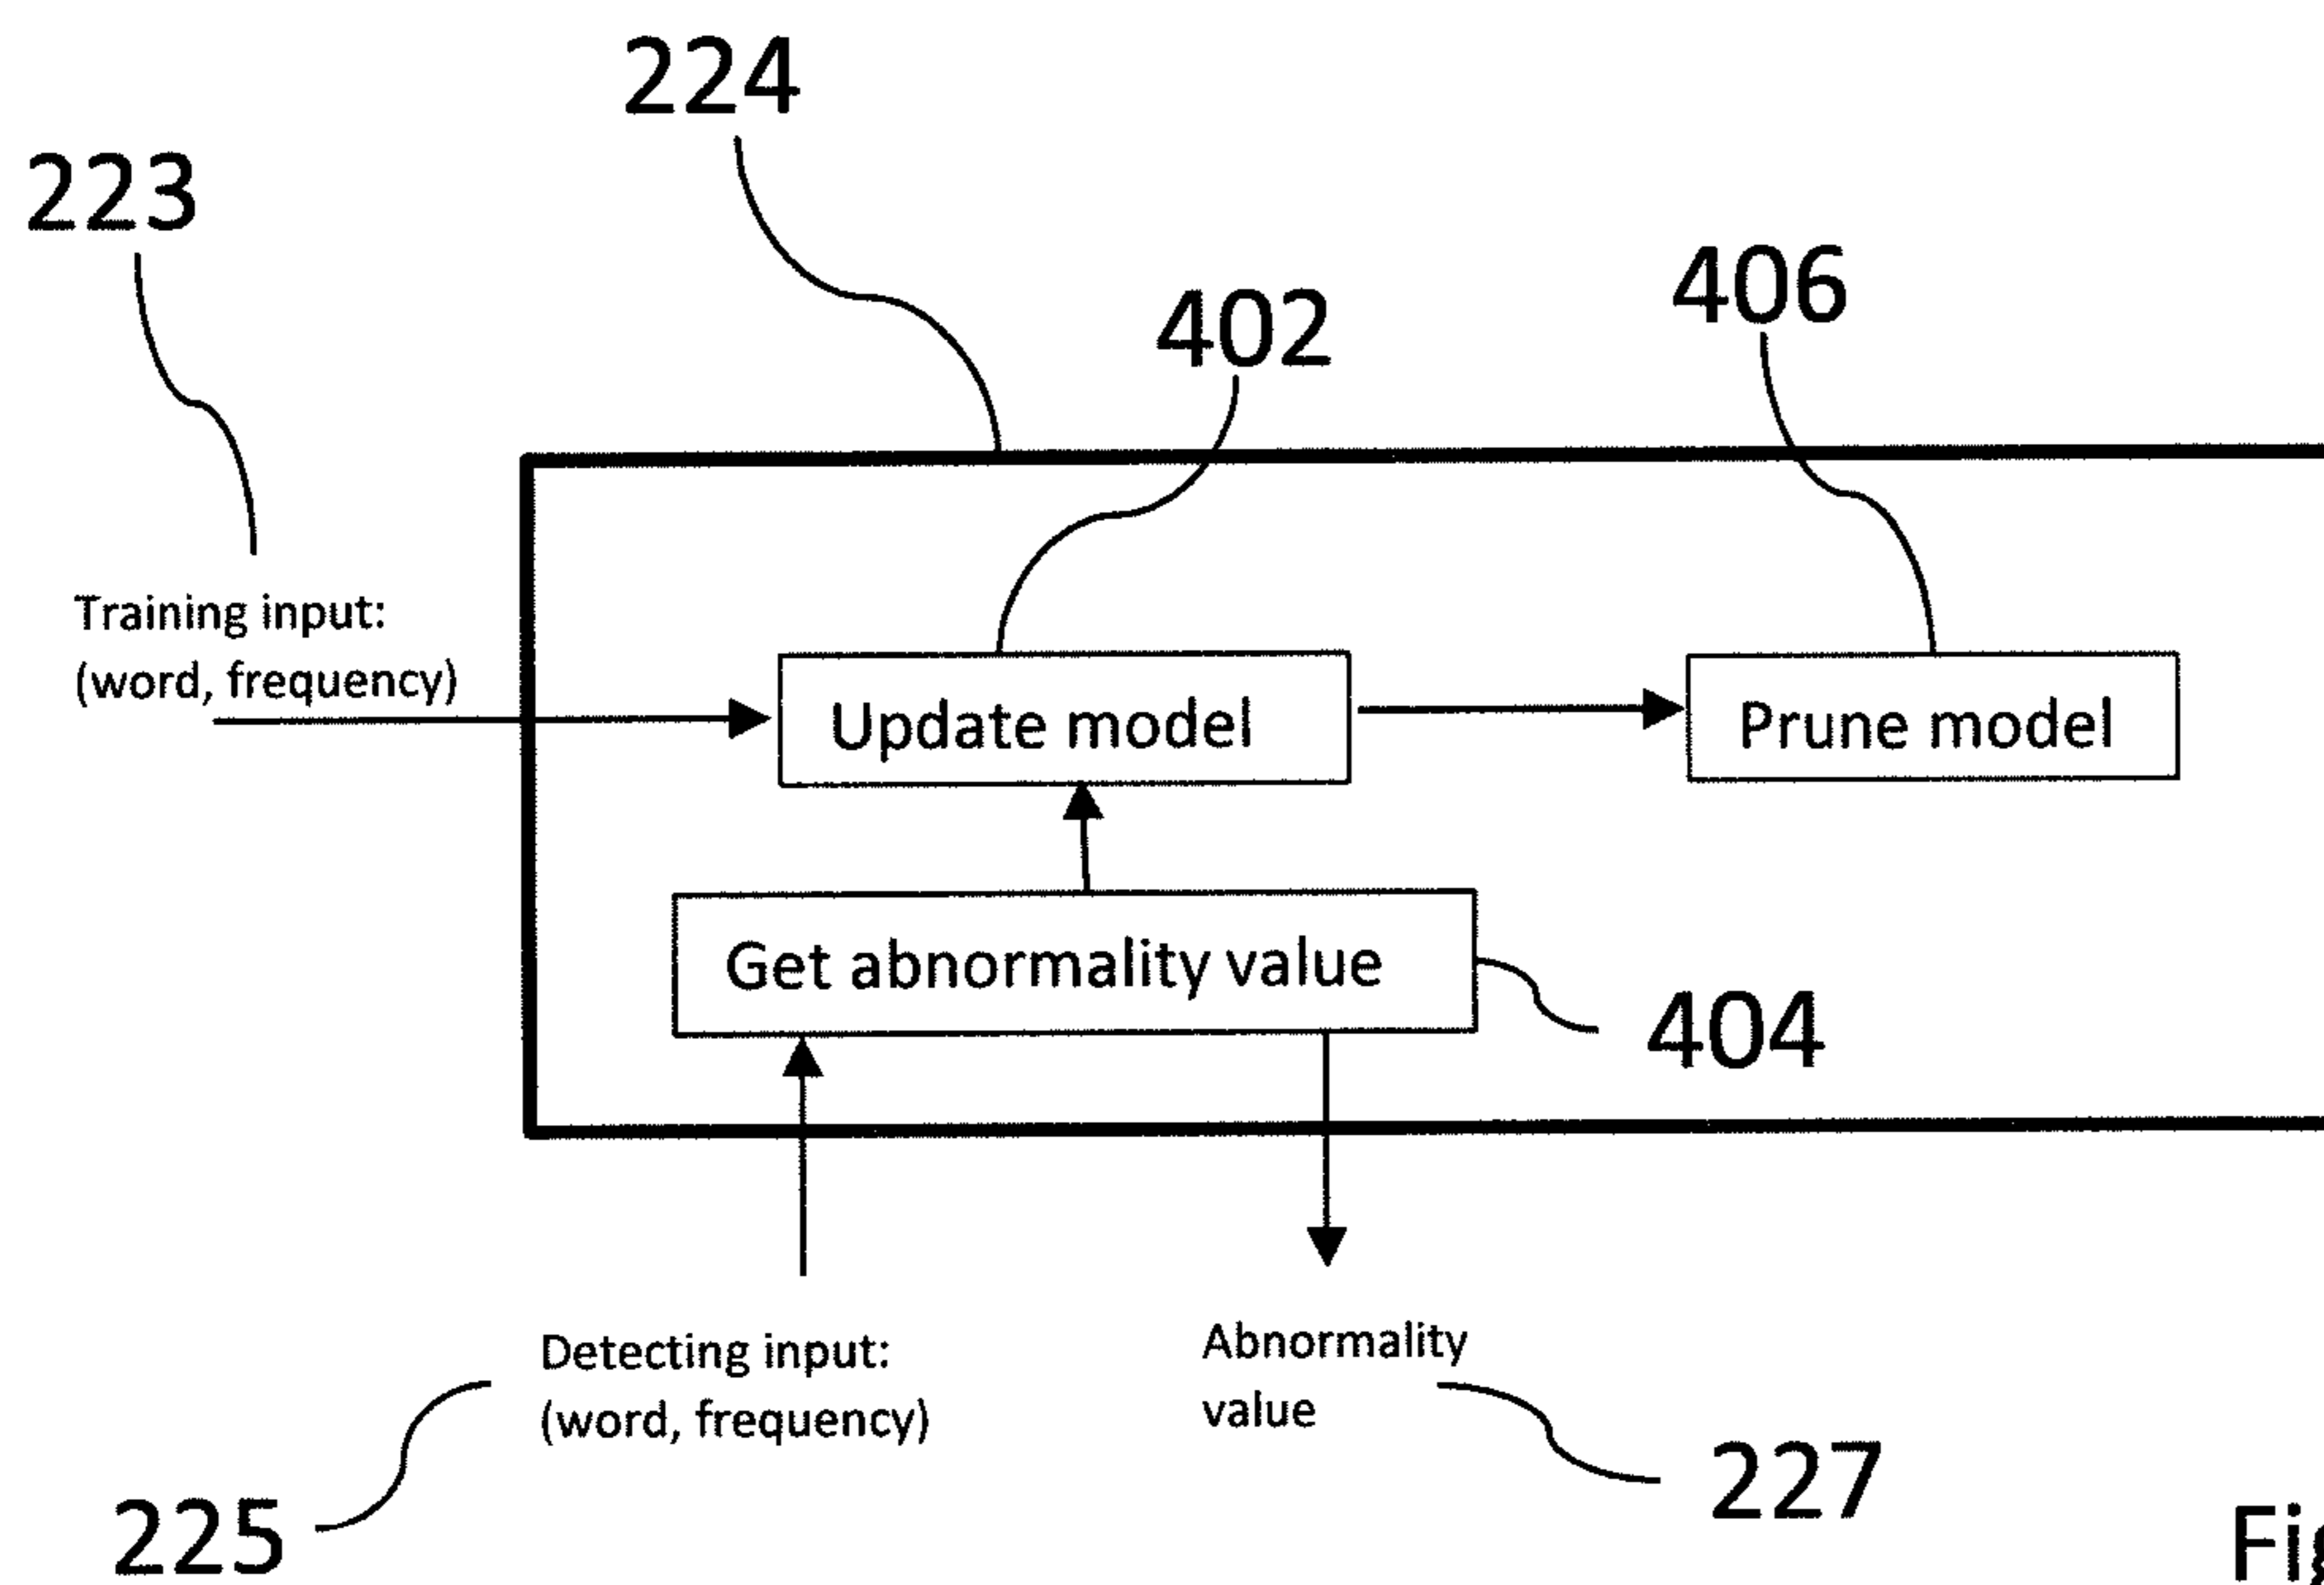 224
223
402
406
Training input:
(word, frequency)
Update model
Prune model
Get abnormality value
404
Detecting input:
(word, frequency)
Abnormality
value
225
227